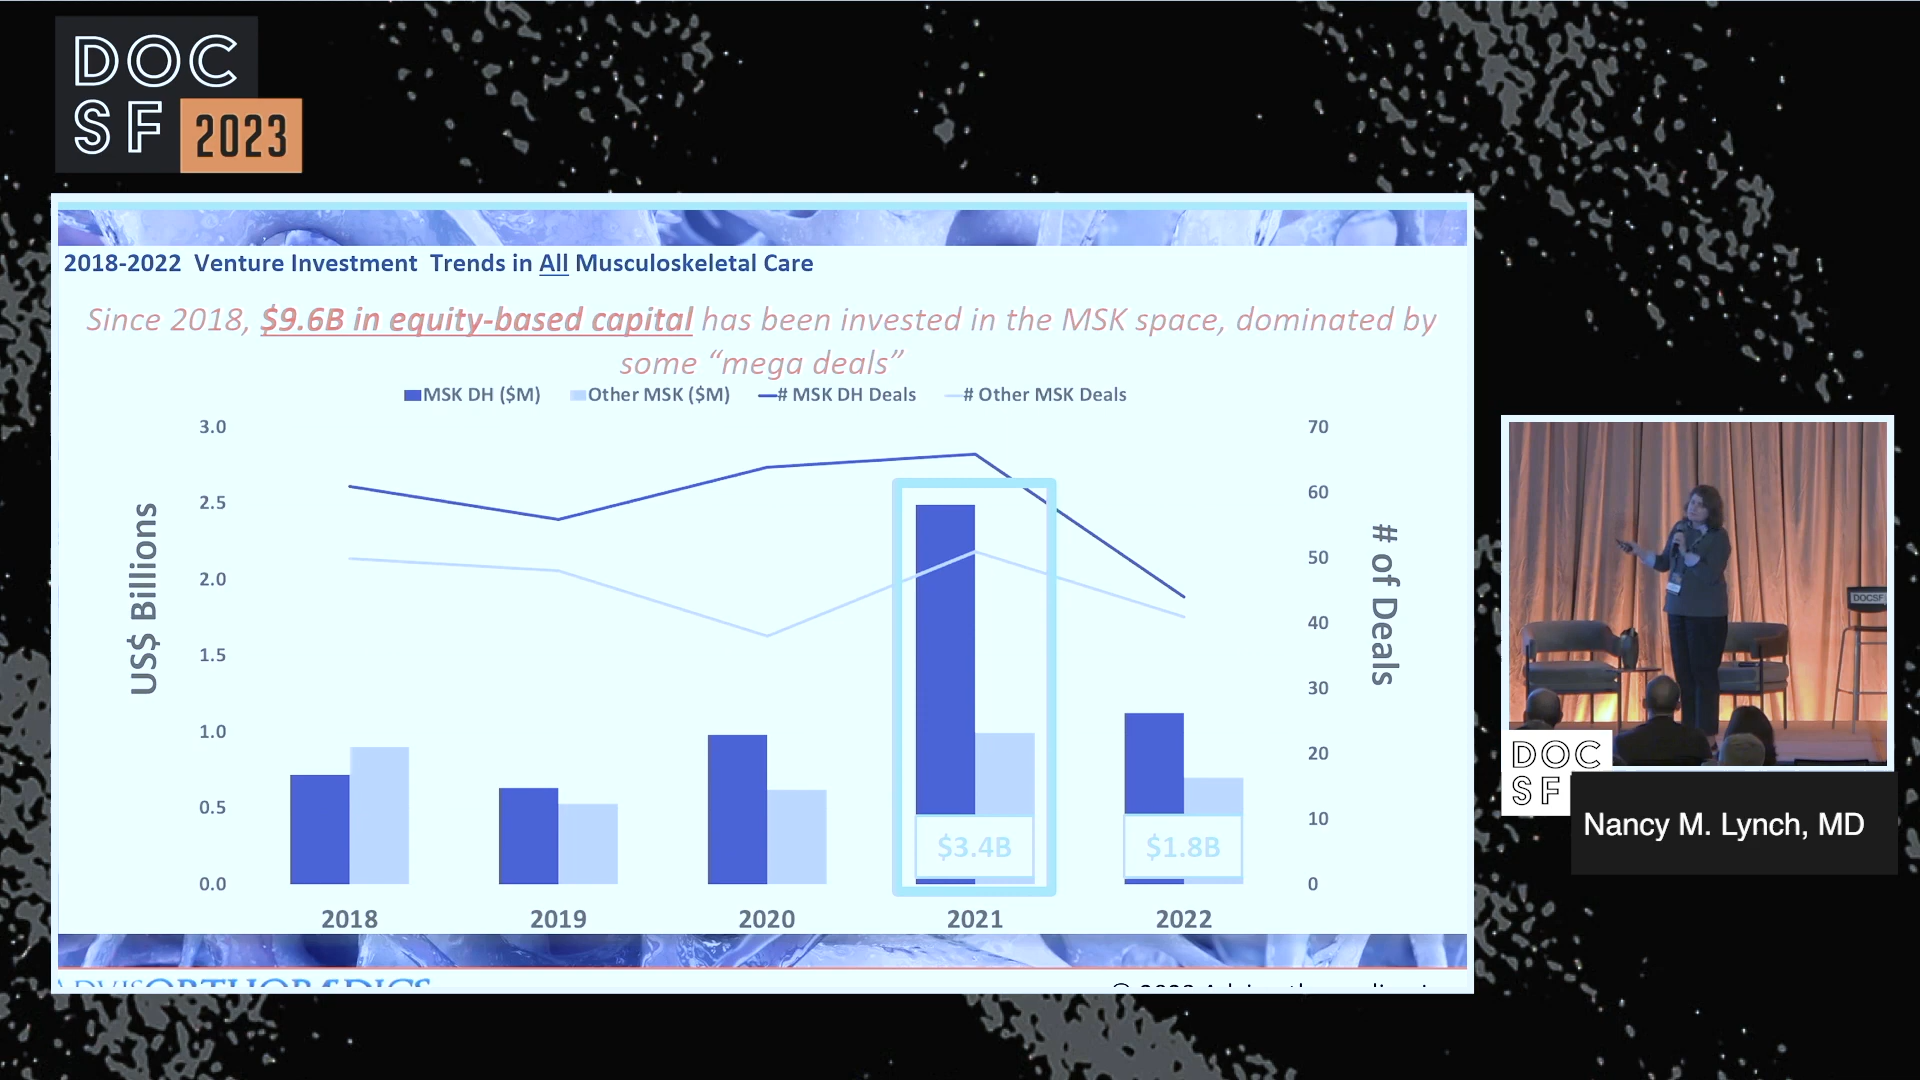 DOC
SF 2023
2018-2022 Venture Investment Trends in All Musculoskeletal Care
Since 2018, $9.6B in equity-based capital has been invested in the MSK space, dominated by
some “mega deals”
MSK DH ($M) Other MSK ($M) # MSK DH Deals # Other MSK Deals
3.0
2.5
2.0
1.5
1.0
0.5
0.0
US$ Billions
70
60
50
40
30
20
10
0
# of Deals
$3.4B $1.8B
2018 2019 2020 2021 2022
DOCSF
DOC
SF
Nancy M. Lynch, MD